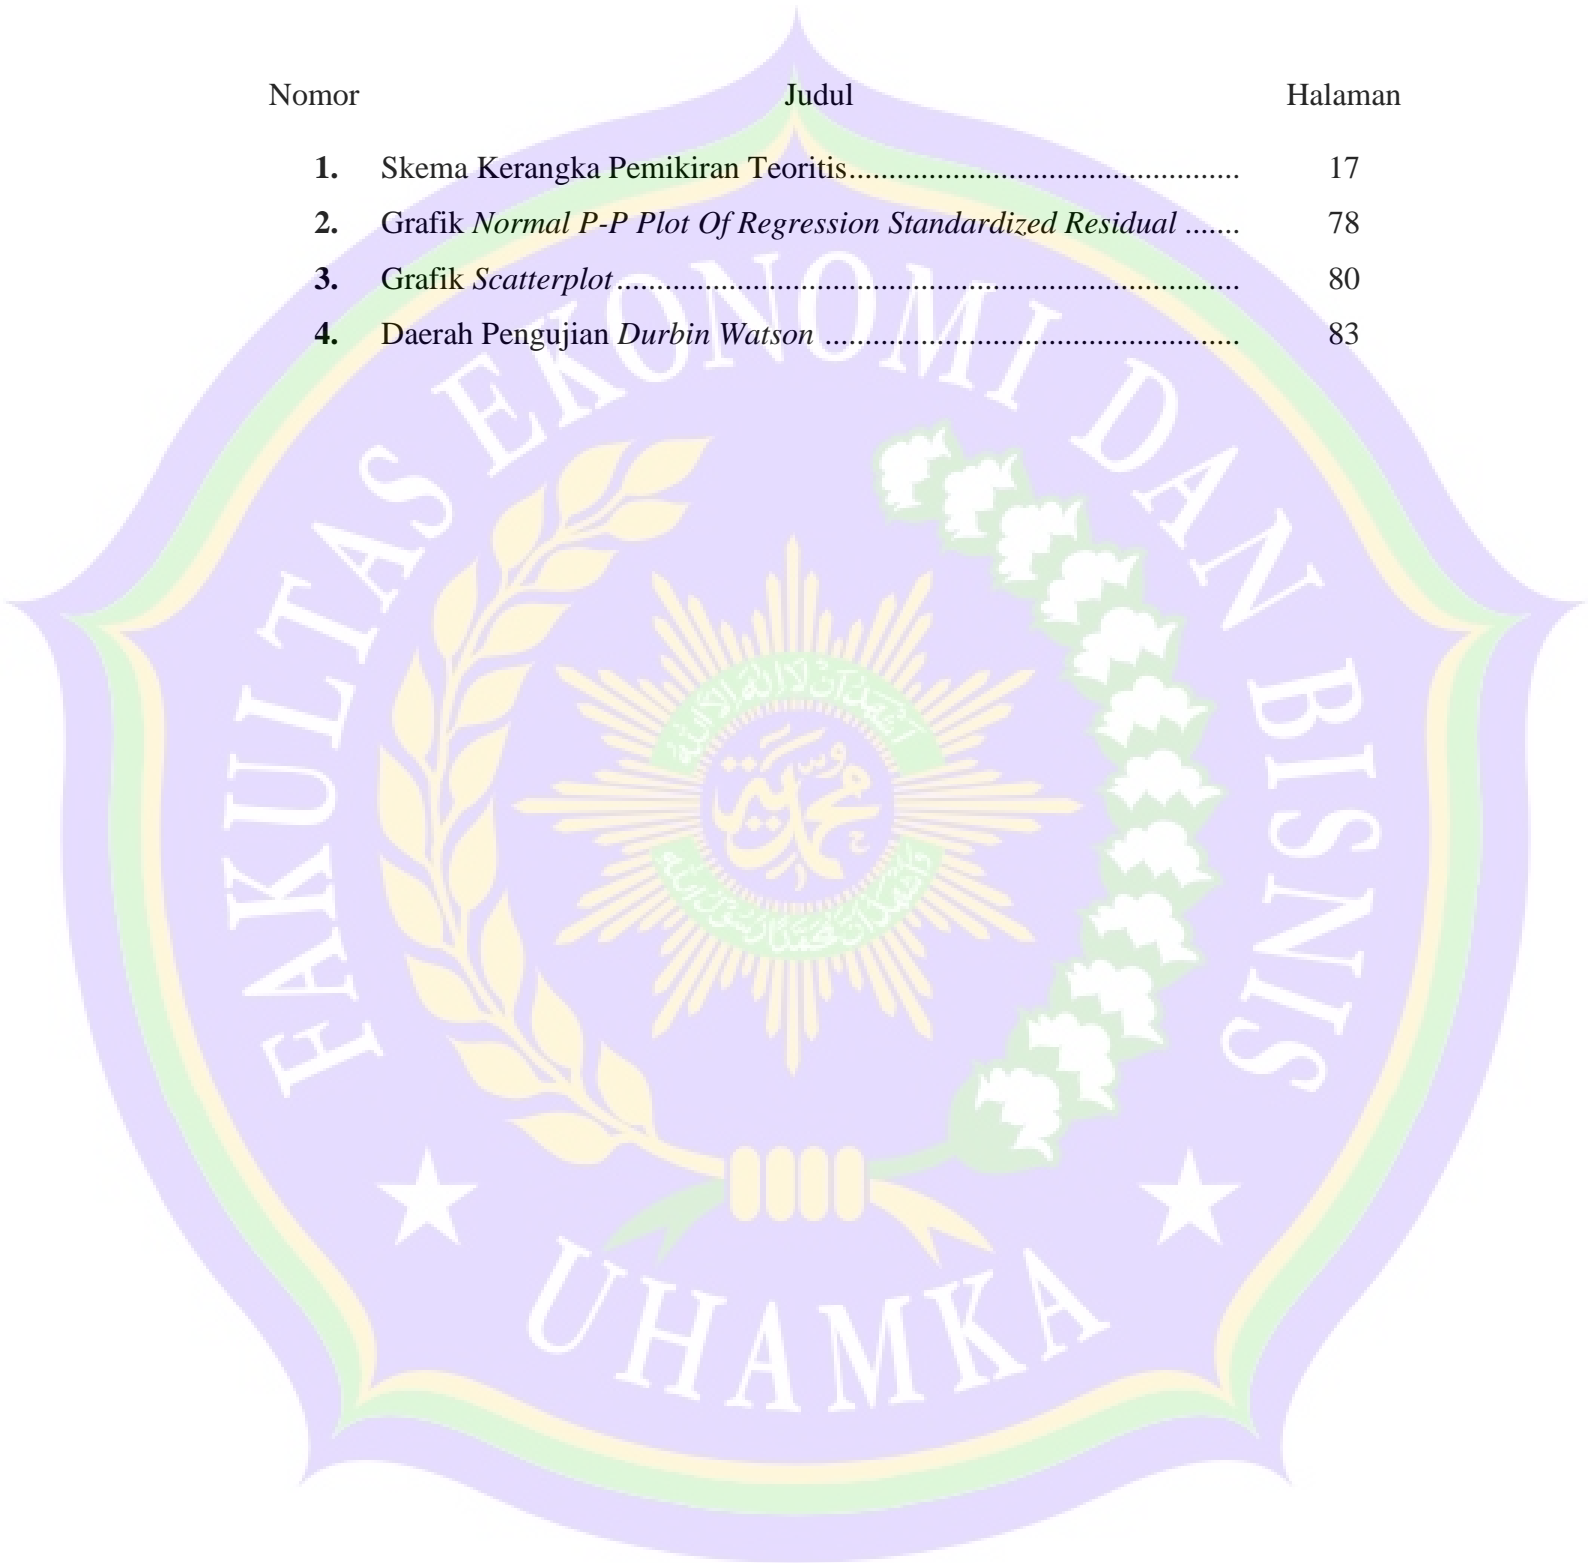 Nomor Judul Halaman
1. Skema Kerangka Pemikiran Teoritis................................................ 17
2. Grafik Normal P-P Plot Of Regression Standardized Residual ....... 78
3. Grafik Scatterplot............................................................................. 80
4. Daerah Pengujian Durbin Watson ................................................... 83
FAKULTAS EKONOMI DAN BISNIS
UHAMKA